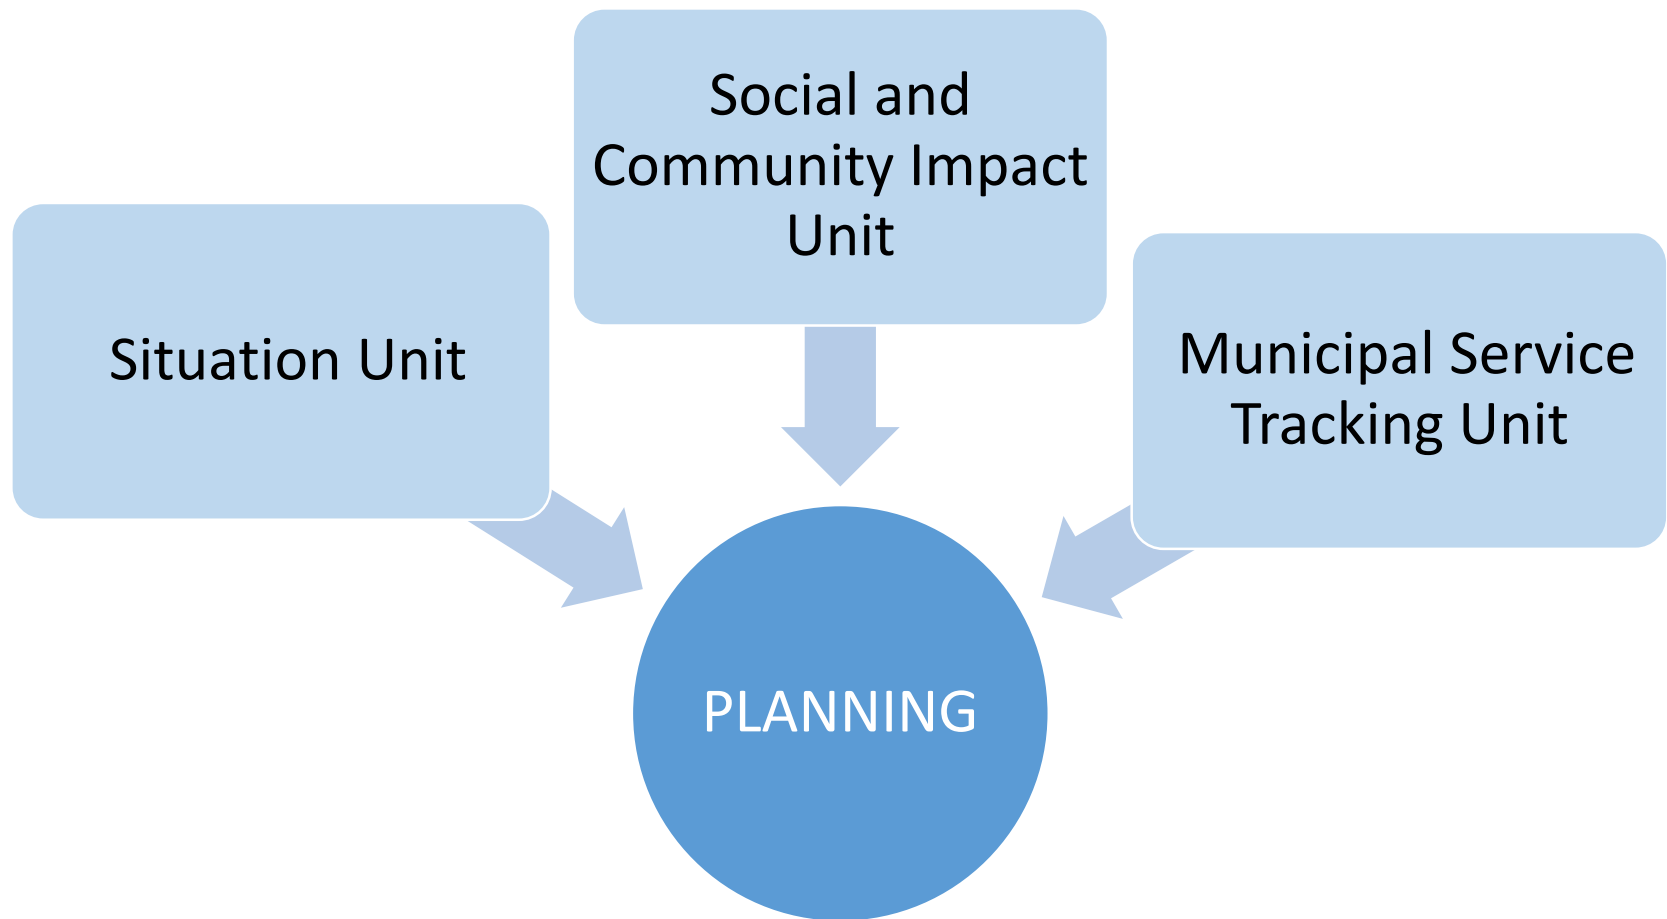 Social and
Community Impact
Unit
Situation Unit
Municipal Service
Tracking Unit
PLANNING